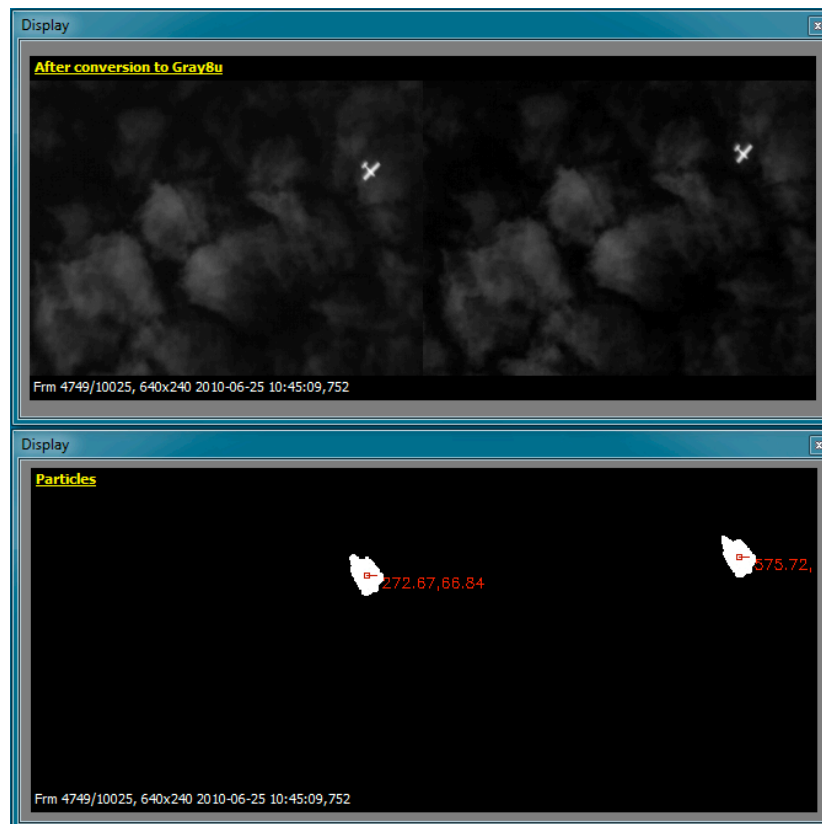 Display
After conversion to Gray8u
Frm 4749/10025, 640x240 2010-06-25 10:45:09,752
Display
Particles
272.67,66.84
575.72,
Frm 4749/10025, 640x240 2010-06-25 10:45:09,752